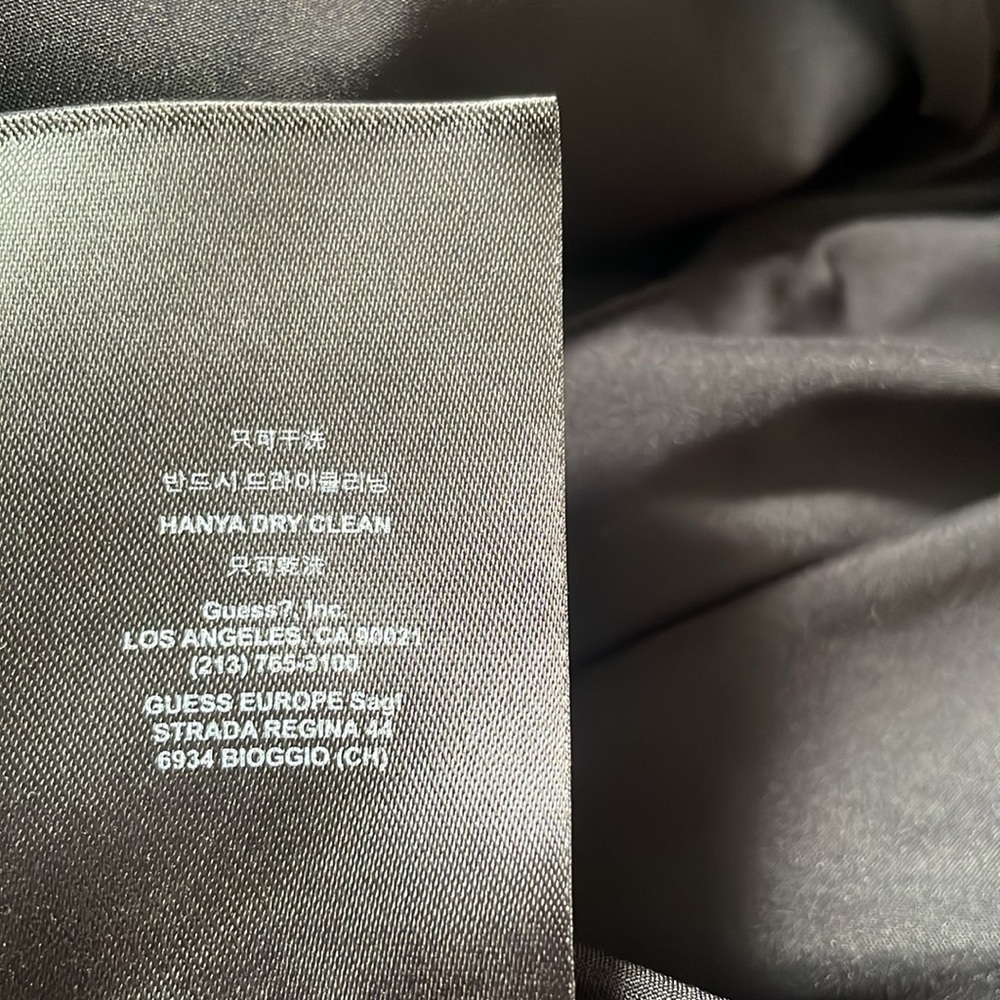 只可干洗
반드시 드라이클리닝
HANYA DRY CLEAN
只可乾洗
Guess?, Inc.
LOS ANGELES, CA 90021
(213) 765-3100
GUESS EUROPE Sagl
STRADA REGINA 44
6934 BIOGGIO (CH)